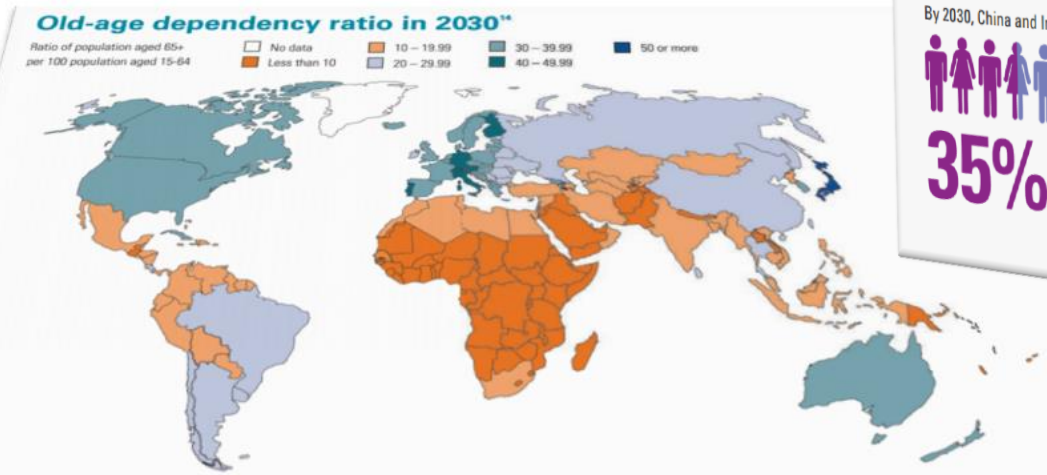 Old-age dependency ratio in 2030¹⁴
Ratio of population aged 65+
per 100 population aged 15-64
No data
Less than 10
10 – 19.99
20 – 29.99
30 – 39.99
40 – 49.99
50 or more
By 2030, China and
35%